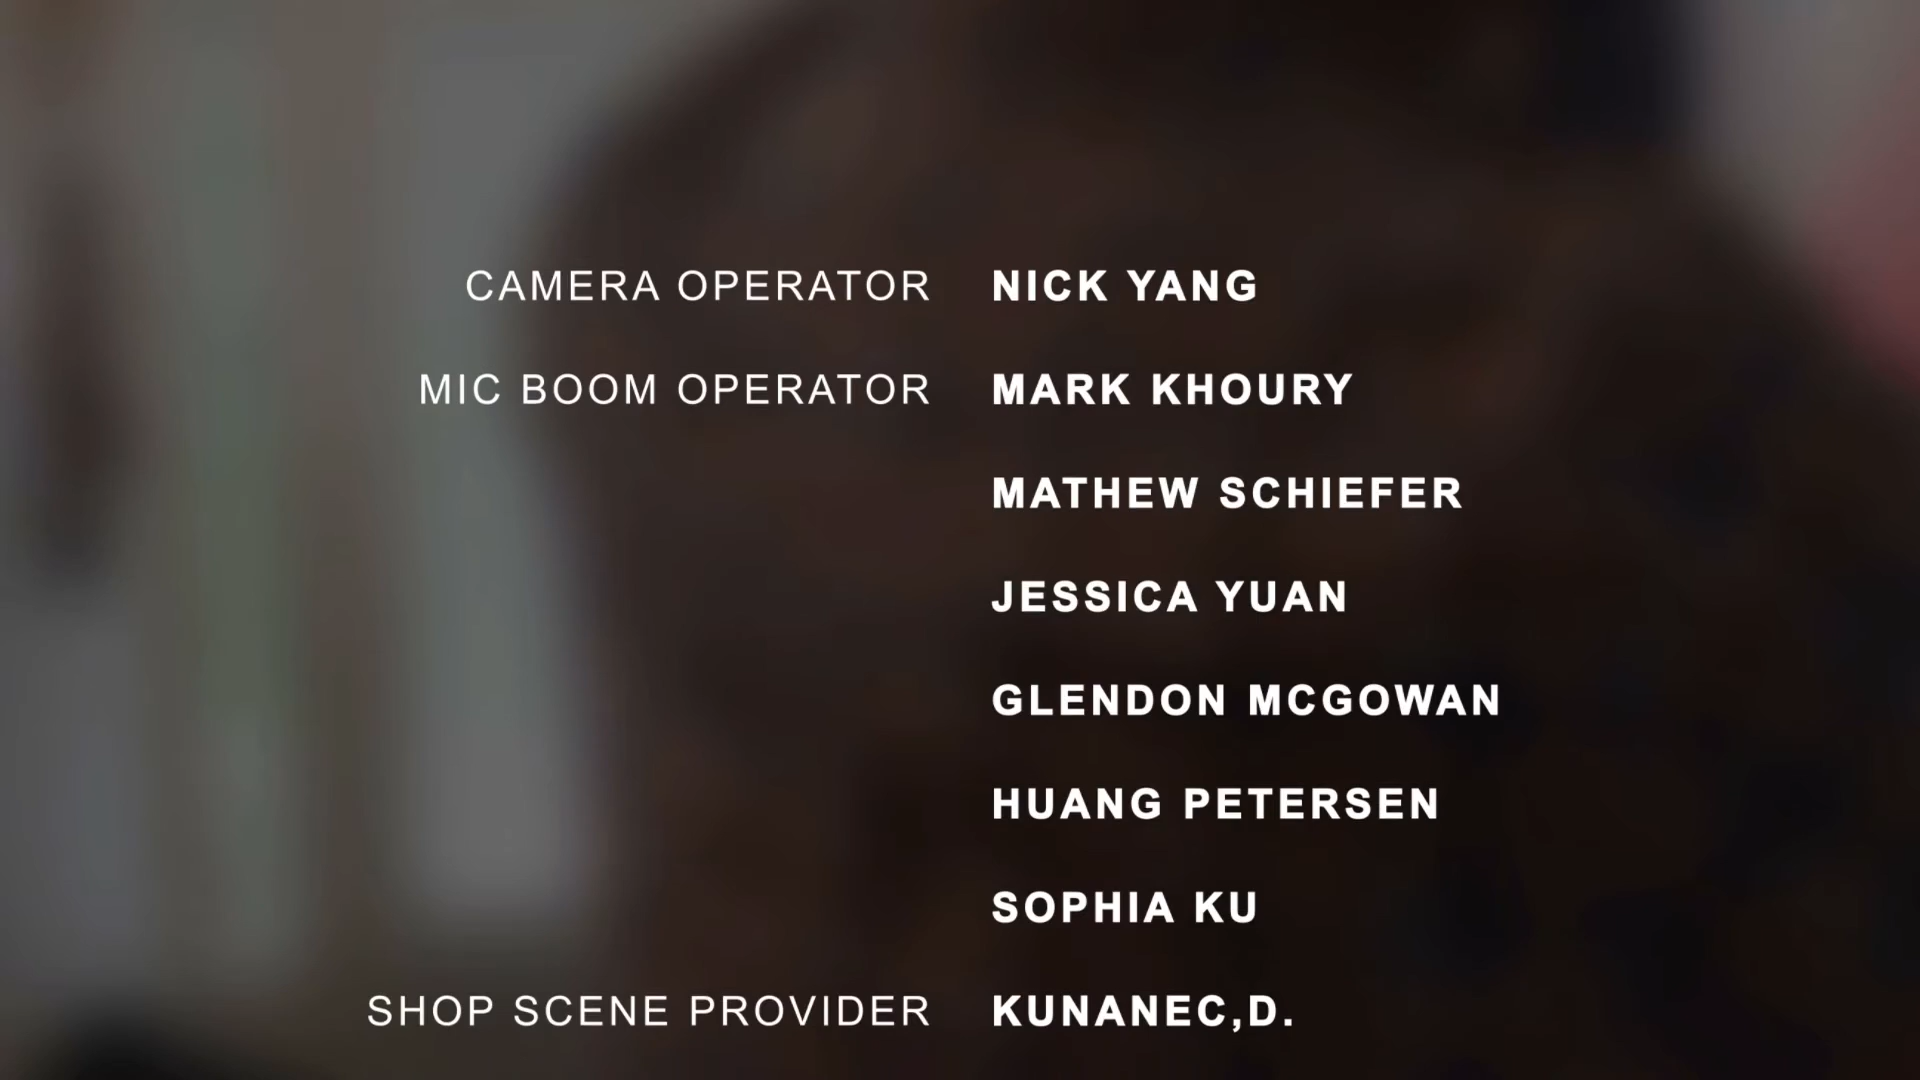 CAMERA OPERATOR NICK YANG
MIC BOOM OPERATOR MARK KHOURY
MATHEW SCHIEFER
JESSICA YUAN
GLENDON MCGOWAN
HUANG PETERSEN
SOPHIA KU
SHOP SCENE PROVIDER KUNANEC,D.